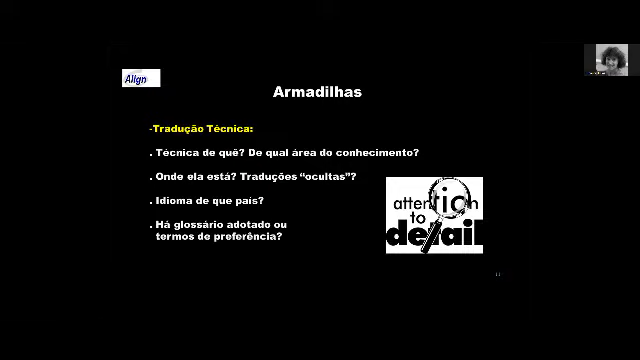 Align
Armadilhas
-Tradução Técnica:
. Técnica de quê? De qual área do conhecimento?
. Onde ela está? Traduções “ocultas”?
. Idioma de que país?
. Há glossário adotado ou
termos de preferência?
attention
to
detail